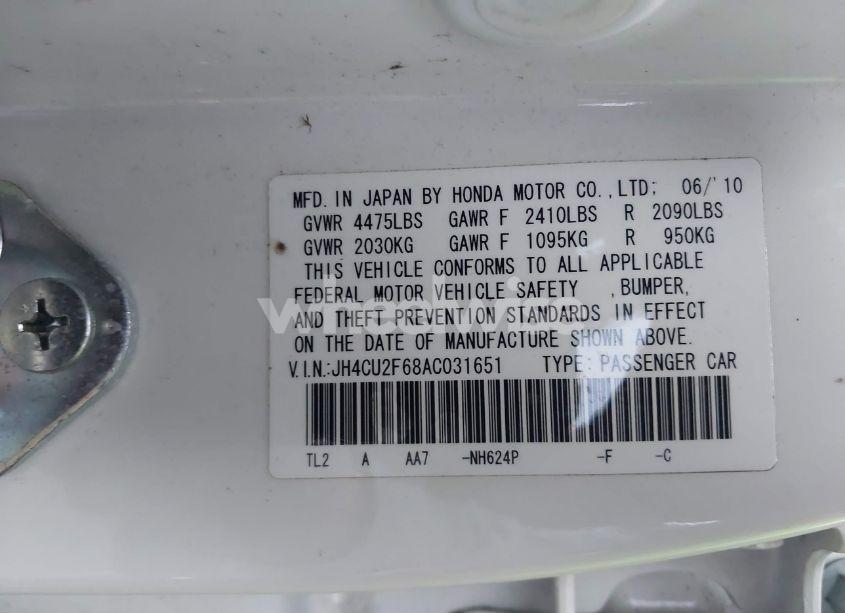 MFD. IN JAPAN BY HONDA MOTOR CO., LTD; 06/'10
GVWR 4475LBS GAWR F 2410LBS R 2090LBS
GVWR 2030KG GAWR F 1095KG R 950KG
THIS VEHICLE CONFORMS TO ALL APPLICABLE
FEDERAL MOTOR VEHICLE SAFETY , BUMPER,
AND THEFT PREVENTION STANDARDS IN EFFECT
ON THE DATE OF MANUFACTURE SHOWN ABOVE.
V.I.N.:JH4CU2F68AC031651 TYPE: PASSENGER CAR
TL2 A AA7 -NH624P -F -C